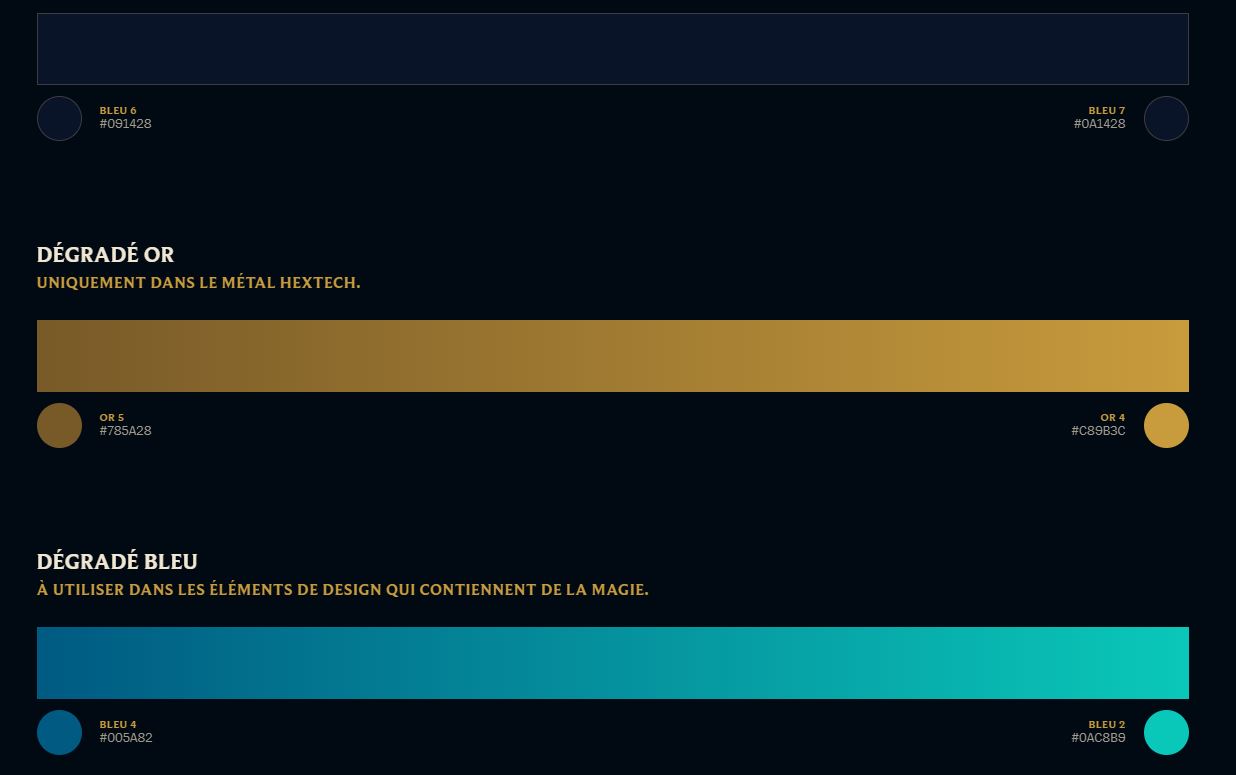 BLEU 6
#091428
BLEU 7
#0A1428
DÉGRADÉ OR
UNIQUEMENT DANS LE MÉTAL HEXTECH.
OR 5
#785A28
OR 4
#C89B3C
DÉGRADÉ BLEU
À UTILISER DANS LES ÉLÉMENTS DE DESIGN QUI CONTIENNENT DE LA MAGIE.
BLEU 4
#005A82
BLEU 2
#0AC8B9